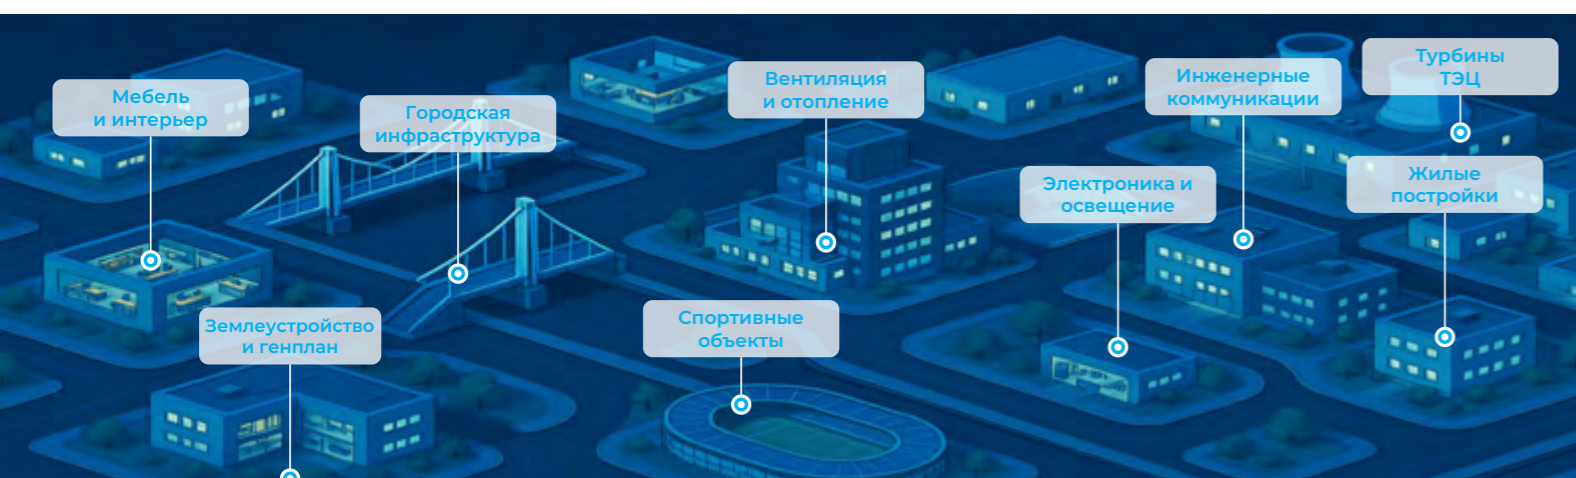 Мебель
и интерьер
Городская
инфраструктура
Вентиляция
и отопление
Инженерные
коммуникации
Турбины
ТЭЦ
Электроника и
освещение
Жилые
постройки
Землеустройство
и генплан
Спортивные
объекты